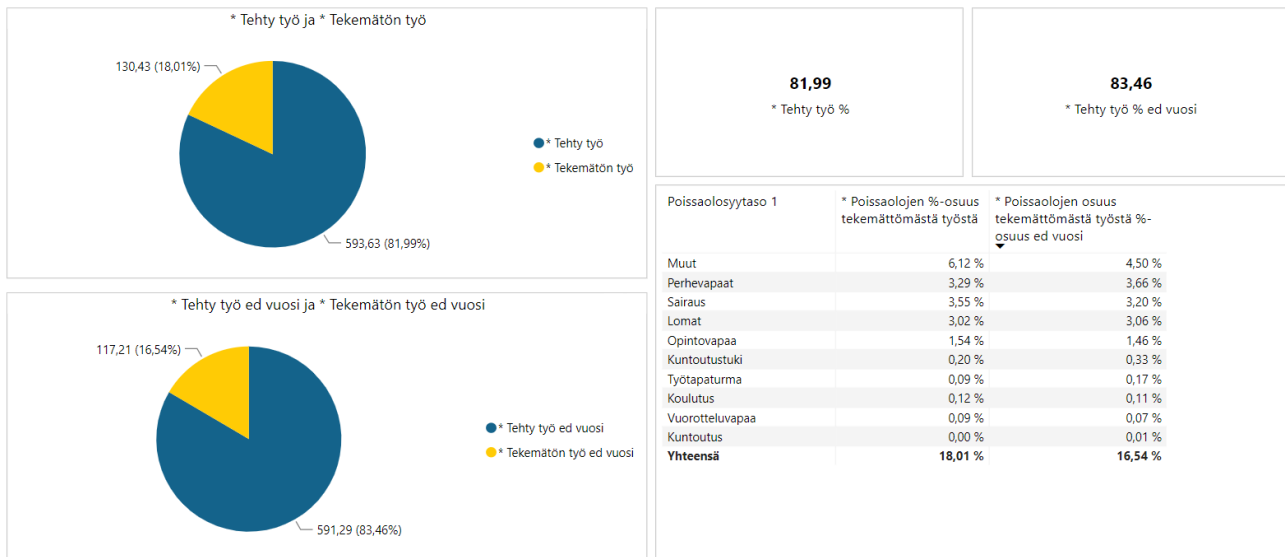 * Tehty työ ja * Tekemätön työ
130,43 (18,01%)
593,63 (81,99%)
* Tehty työ
* Tekemätön työ
81,99
* Tehty työ %
83,46
* Tehty työ % ed vuosi
* Tehty työ ed vuosi ja * Tekemätön työ ed vuosi
117,21 (16,54%)
591,29 (83,46%)
* Tehty työ ed vuosi
* Tekemätön työ ed vuosi
Poissaolosyytaso 1 * Poissaolojen %-osuus * Poissaolojen osuus
tekemättömästä työstä tekemättömästä työstä %-
osuus ed vuosi
Muut 6,12 % 4,50 %
Perhevapaat 3,29 % 3,66 %
Sairaus 3,55 % 3,20 %
Lomat 3,02 % 3,06 %
Opintovapaa 1,54 % 1,46 %
Kuntoutustuki 0,20 % 0,33 %
Työtapaturma 0,09 % 0,17 %
Koulutus 0,12 % 0,11 %
Vuorotteluvapaa 0,09 % 0,07 %
Kuntoutus 0,00 % 0,01 %
Yhteensä 18,01 % 16,54 %